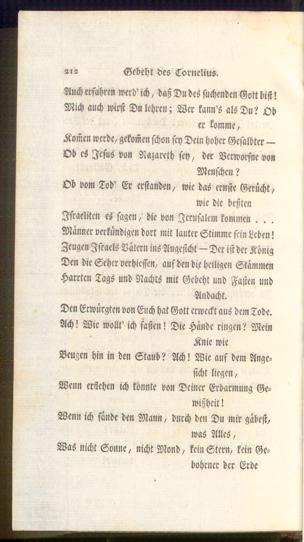 212 Gebeht des Cornelius.
Auch erfahren werd' ich, daß Du des suchenden Gott bist!
Mich auch wirst Du lehren; Wer kann's als Du? Ob
er komme,
Kom̃en werde, gekom̃en schon sey Dein hoher Gesalbter —
Ob es Jesus von Nazareth sey, der Verworfne von
Menschen?
Ob vom Tod' Er erstanden, wie das ernste Gerücht,
wie die beßten
Israeliten es sagen, die von Jerusalem kommen . . .
Männer verkündigen dort mit lauter Stimme sein Leben!
Zeugen Israels Vätern ins Angesicht — Der ist der König
Den die Seher verhiessen, auf den die heiligen Stämmen
Harrten Tags und Nachts mit Gebeht und Fasten und
Andacht.
Den Erwürgten von Euch hat Gott erweckt aus dem Tode.
Ach! Wie wollt' ich fasten! Die Hände ringen? Mein
Knie wie
Beugen hin in den Staub? Ach! Wie auf dem Ange-
sicht liegen,
Wenn erflehen ich könnte von Deiner Erbarmung Ge-
wißheit!
Wenn ich fände den Mann, durch den Du mir gäbest,
was Alles,
Was nicht Sonne, nicht Mond, kein Stern, kein Ge-
bohrner der Erde